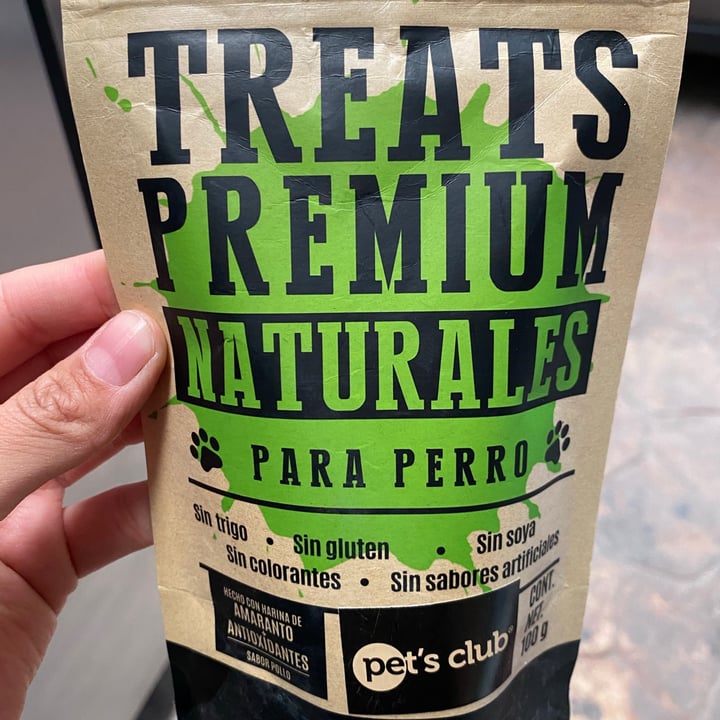 TREATS
PREMIUM
NATURALES
PARA PERRO
Sin trigo • Sin gluten • Sin soya
Sin colorantes • Sin sabores artificiales
HECHO CON HARINA DE
AMARANTO
ANTIOXIDANTES
SABOR POLLO
pet's club®
CONT.
NET.
100 g